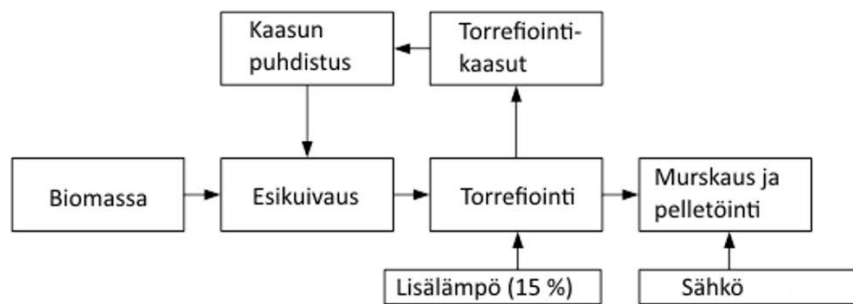 Kaasun
puhdistus
Torrefiointi-
kaasut
Biomassa
Esikuivaus
Torrefiointi
Murskaus ja
pelletöinti
Lisälämpö (15 %)
Sähkö